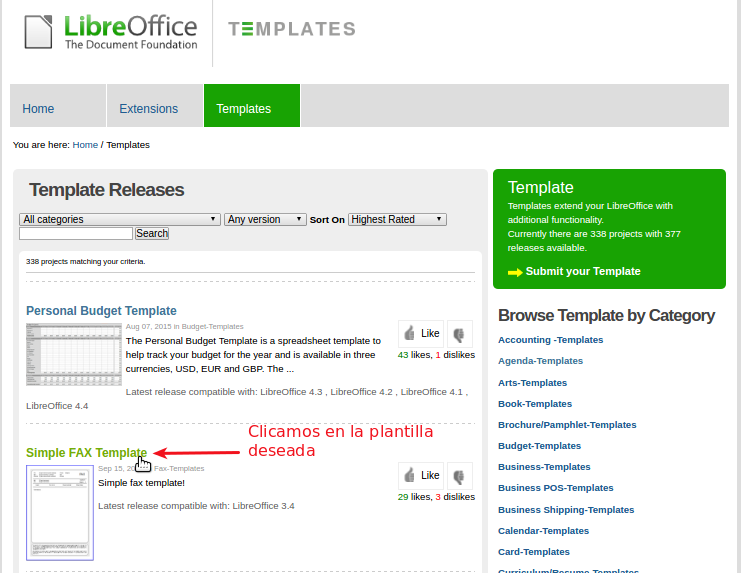 LibreOffice
The Document Foundation
TEMPLATES
Home
Extensions
Templates
You are here: Home / Templates
Template Releases
All categories
Any version
Sort On
Highest Rated
Search
338 projects matching your criteria.
Personal Budget Template
Aug 07, 2015 in Budget-Templates
The Personal Budget Template is a spreadsheet template to
help track your budget for the year and is available in three
currencies, USD, EUR and GBP. The ...
Latest release compatible with: LibreOffice 4.3 , LibreOffice 4.2 , LibreOffice 4.1 ,
LibreOffice 4.4
Like
43 likes, 1 dislikes
Clicamos en la plantilla
deseada
Simple FAX Template
Sep 15, Fax-Templates
Simple fax template!
Latest release compatible with: LibreOffice 3.4
Like
29 likes, 3 dislikes
Template
Templates extend your LibreOffice with
additional functionality.
Currently there are 338 projects with 377
releases available.
Submit your Template
Browse Template by Category
Accounting -Templates
Agenda-Templates
Arts-Templates
Book-Templates
Brochure/Pamphlet-Templates
Budget-Templates
Business-Templates
Business POS-Templates
Business Shipping-Templates
Calendar-Templates
Card-Templates
Curriculum/Resume-Templates